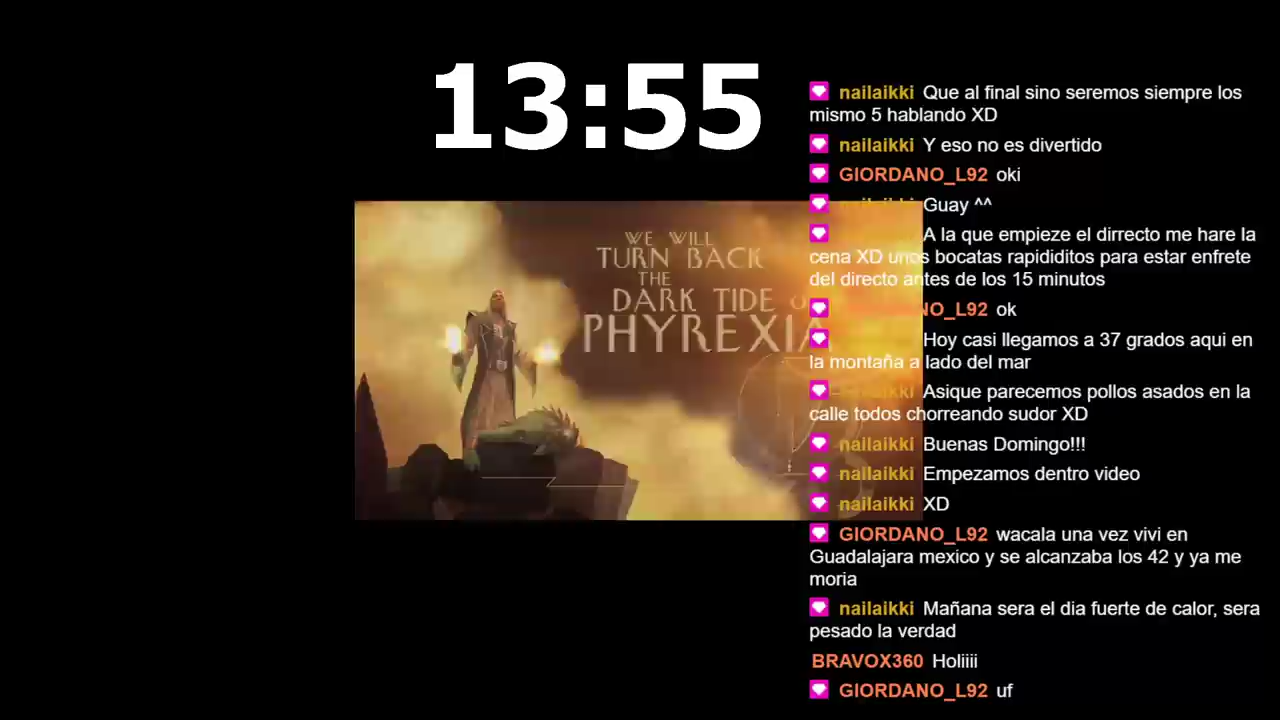 13:55
WE WILL
TURN BACK
THE
DARK TIDE
PHYREXIA
nailaikki Que al final sino seremos siempre los
mismo 5 hablando XD
nailaikki Y eso no es divertido
GIORDANO_L92 oki
nailaikki Guay ^^
A la que empieze el dirrecto me hare la
cena XD unos bocatas rapididitos para estar enfrete
del directo antes de los 15 minutos
GIORDANO_L92 ok
Hoy casi llegamos a 37 grados aqui en
la montaña a lado del mar
nailaikki Asique parecemos pollos asados en la
calle todos chorreando sudor XD
nailaikki Buenas Domingo!!!
nailaikki Empezamos dentro video
nailaikki XD
GIORDANO_L92 wacala una vez vivi en
Guadalajara mexico y se alcanzaba los 42 y ya me
moria
nailaikki Mañana sera el dia fuerte de calor, sera
pesado la verdad
BRAVOX360 Holiiii
GIORDANO_L92 uf